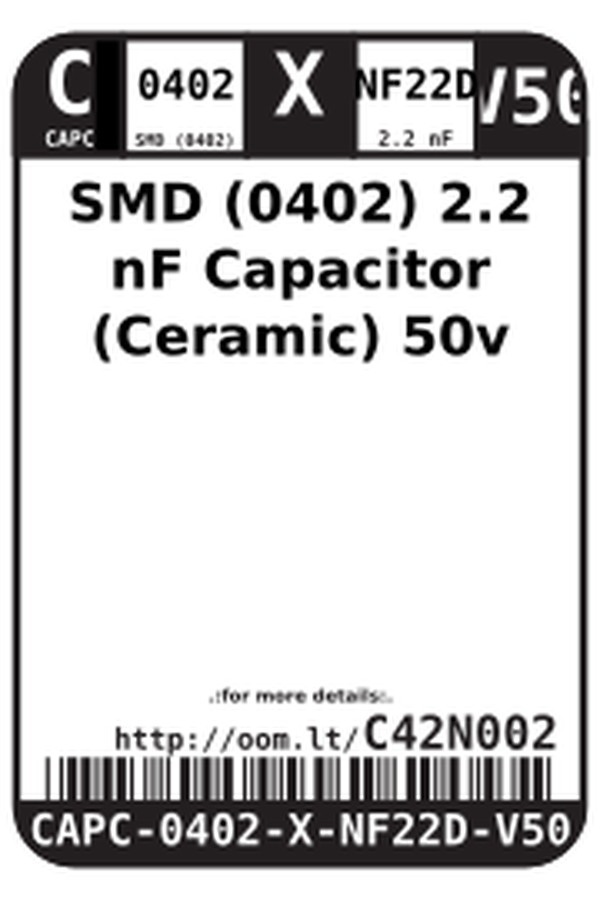 C 0402 X NF22D V50
CAPC SMD (0402) 2.2 nF
SMD (0402) 2.2
nF Capacitor
(Ceramic) 50v
.:for more details:.
http://oom.lt/C42N002
CAPC-0402-X-NF22D-V50